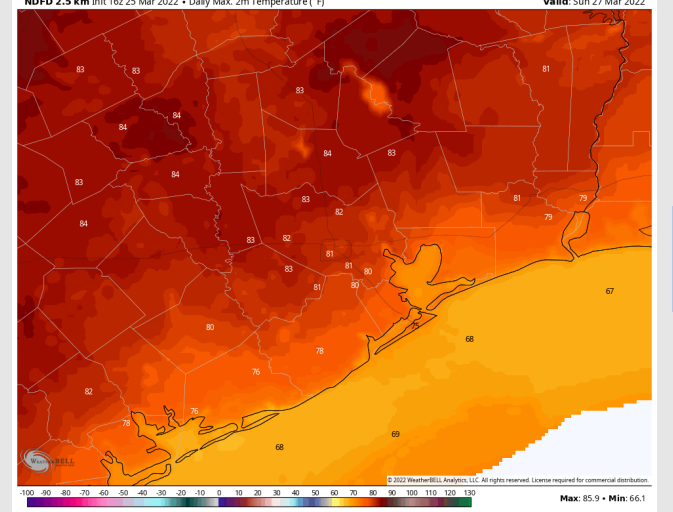 NDFD 2.5 km Init 16z 25 Mar 2022 • Daily Max. 2m Temperature (°F) Valid: Sun 27 Mar 2022
83 83 81
83
84
84
84 83
84
83
83 81 79
82 79
84
83 82
81
83 81 80
81 80
67
80 75
68
78
76
82
76
78
69
68
WeatherBELL
© 2022 WeatherBELL Analytics, LLC. All rights reserved. License required for commercial distribution.
-100 -90 -80 -70 -60 -50 -40 -30 -20 -10 0 10 20 30 40 50 60 70 80 90 100 110 120 130
Max: 85.9 • Min: 66.1